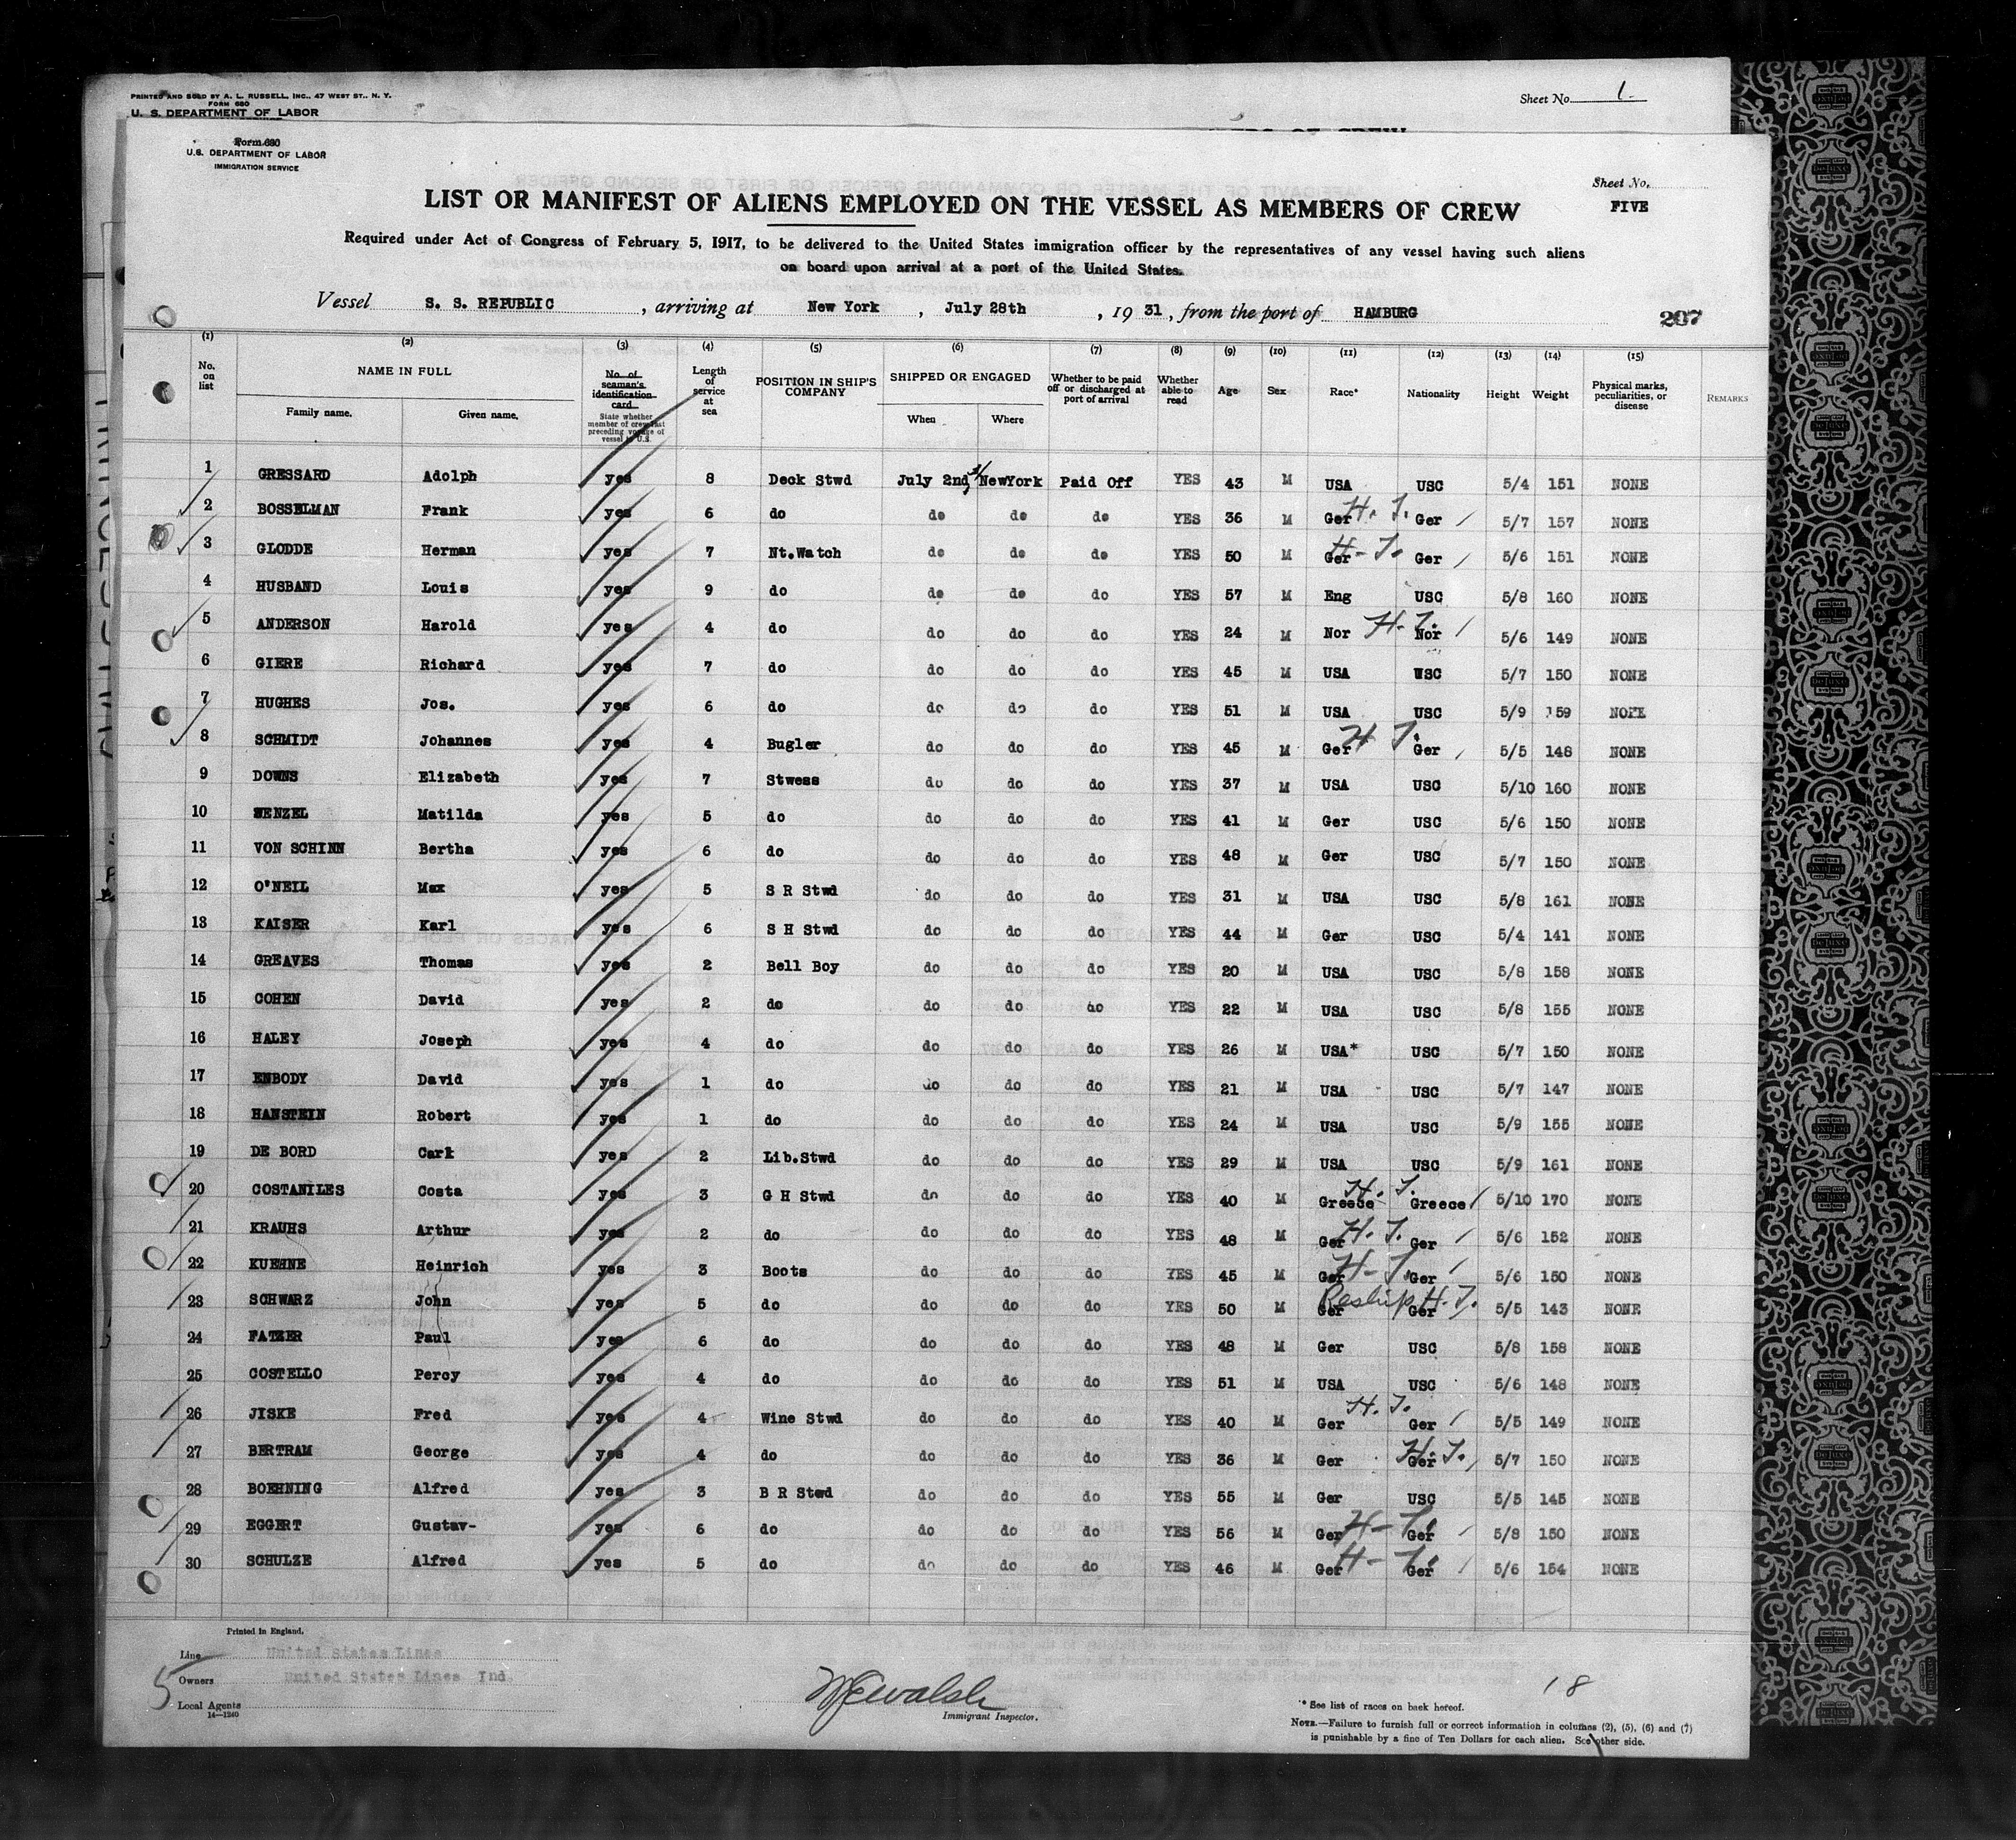 PRINTED AND SOLD BY A. L. RUSSELL, INC., 47 WEST ST., N. Y.
FORM 680
U. S. DEPARTMENT OF LABOR
Sheet No. 1.
Form 680
U.S. DEPARTMENT OF LABOR
IMMIGRATION SERVICE
Sheet No.
FIVE
LIST OR MANIFEST OF ALIENS EMPLOYED ON THE VESSEL AS MEMBERS OF CREW
Required under Act of Congress of February 5, 1917, to be delivered to the United States immigration officer by the representatives of any vessel having such aliens
on board upon arrival at a port of the United States.
Vessel S. S. REPUBLIC, arriving at New York, July 28th, 1931, from the port of HAMBURG 207
(1) (2) (3) (4) (5) (6) (7) (8) (9) (10) (11) (12) (13) (14) (15)
No. on list NAME IN FULL Family name. Given name. No. of seaman's identification card State whether member of crew last preceding voyage of vessel to U.S. Length of service at sea POSITION IN SHIP'S COMPANY SHIPPED OR ENGAGED When Where Whether to be paid off or discharged at port of arrival Whether able to read Age Sex Race* Nationality Height Weight Physical marks, peculiarities, or disease REMARKS
1 GRESSARD Adolph yes 8 Deck Stwd July 2nd, 31 NewYork Paid Off YES 43 M USA USC 5/4 151 NONE
2 BOSSELMAN Frank yes 6 do do do do YES 36 M Ger H. T. Ger 5/7 157 NONE
3 GLODDE Herman yes 7 Nt.Watch do do do YES 50 M Ger H-T. Ger 5/6 151 NONE
4 HUSBAND Louis yes 9 do do do do YES 57 M Eng USC 5/8 160 NONE
5 ANDERSON Harold yes 4 do do do do YES 24 M Nor H-T. Nor 5/6 149 NONE
6 GIERE Richard yes 7 do do do do YES 45 M USA WSC 5/7 150 NONE
7 HUGHES Jos. yes 6 do do do do YES 51 M USA USC 5/9 159 NONE
8 SCHMIDT Johannes yes 4 Bugler do do do YES 45 M Ger H T. Ger 5/5 148 NONE
9 DOWNS Elizabeth yes 7 Stwess do do do YES 37 M USA USC 5/10 160 NONE
10 WENZEL Matilda yes 5 do do do do YES 41 M Ger USC 5/6 150 NONE
11 VON SCHINN Bertha yes 6 do do do do YES 48 M Ger USC 5/7 150 NONE
12 O'NEIL Max yes 5 S R Stwd do do do YES 31 M USA USC 5/8 161 NONE
13 KAISER Karl yes 6 S H Stwd do do do YES 44 M Ger USC 5/4 141 NONE
14 GREAVES Thomas yes 2 Bell Boy do do do YES 20 M USA USC 5/8 158 NONE
15 COHEN David yes 2 do do do do YES 22 M USA USC 5/8 155 NONE
16 HALEY Joseph yes 4 do do do do YES 26 M USA* USC 5/7 150 NONE
17 ENBODY David yes 1 do do do do YES 21 M USA USC 5/7 147 NONE
18 HANSTEIN Robert yes 1 do do do do YES 24 M USA USC 5/9 155 NONE
19 DE BORD Cark yes 2 Lib.Stwd do do do YES 29 M USA USC 5/9 161 NONE
20 COSTANILES Costa yes 3 G H Stwd do do do YES 40 M Greece H. T. Greece 5/10 170 NONE
21 KRAUHS Arthur yes 2 do do do do YES 48 M Ger H. T. Ger 5/6 152 NONE
22 KUEHNE Heinrich yes 3 Boots do do do YES 45 M Ger H-T. Ger 5/6 150 NONE
23 SCHWARZ John yes 5 do do do do YES 50 M Ger Reship H. T. Ger 5/5 143 NONE
24 FATZER Paul yes 6 do do do do YES 48 M Ger USC 5/8 158 NONE
25 COSTELLO Percy yes 4 do do do do YES 51 M USA USC 5/6 148 NONE
26 JISKE Fred yes 4 Wine Stwd do do do YES 40 M Ger H. T. Ger 5/5 149 NONE
27 BERTRAM George yes 4 do do do do YES 36 M Ger H. T. Ger 5/7 150 NONE
28 BOEHNING Alfred yes 3 B R Stwd do do do YES 55 M Ger USC 5/5 145 NONE
29 EGGERT Gustav- yes 6 do do do do YES 56 M Ger H-T. Ger 5/8 150 NONE
30 SCHULZE Alfred yes 5 do do do do YES 46 M Ger H-T. Ger 5/6 154 NONE
Printed in England.
Line United States Lines
Owners United States Lines Ind.
Local Agents
14—1240
5
Immigrant Inspector.
18
* See list of races on back hereof.
NOTE.—Failure to furnish full or correct information in columns (2), (5), (6) and (7)
is punishable by a fine of Ten Dollars for each alien. See other side.